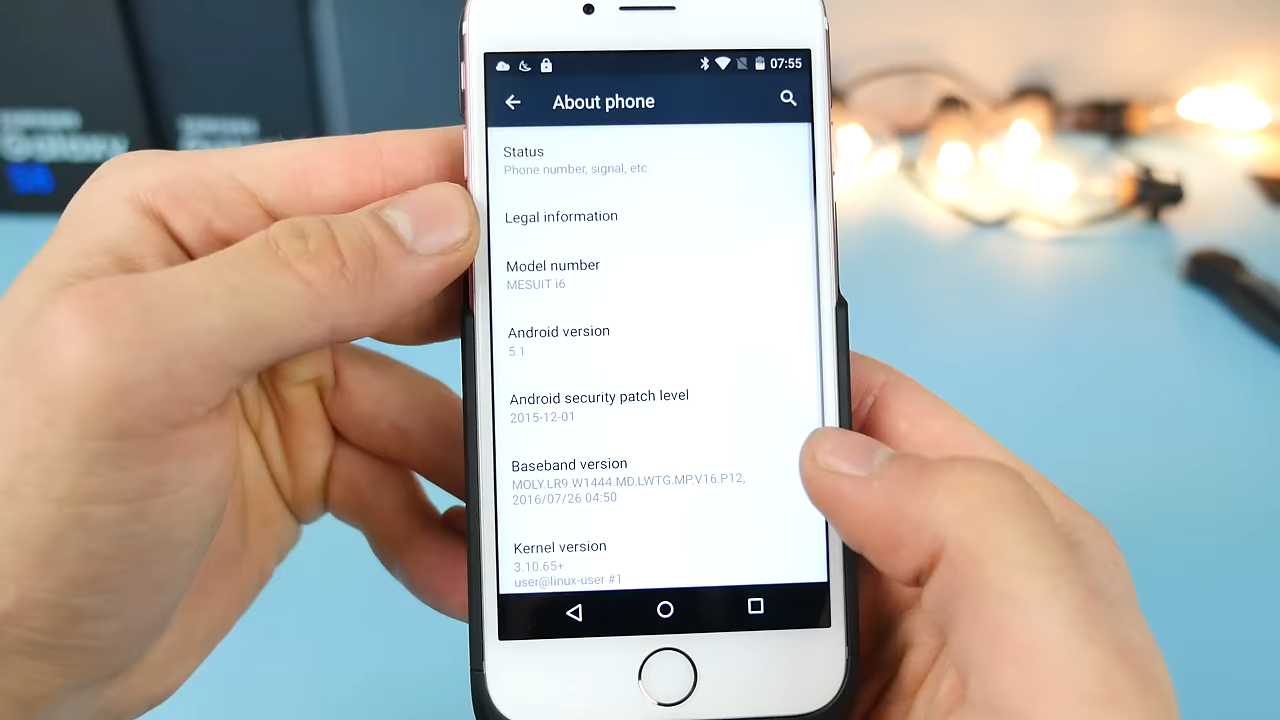 07:55
About phone
Status
Phone number, signal, etc.
Legal information
Model number
MESUIT i6
Android version
5.1
Android security patch level
2015-12-01
Baseband version
MOLY.LR9.W1444.MD.LWTG.MP.V16.P12,
2016/07/26 04:50
Kernel version
3.10.65+
user@linux-user #1
Galaxy